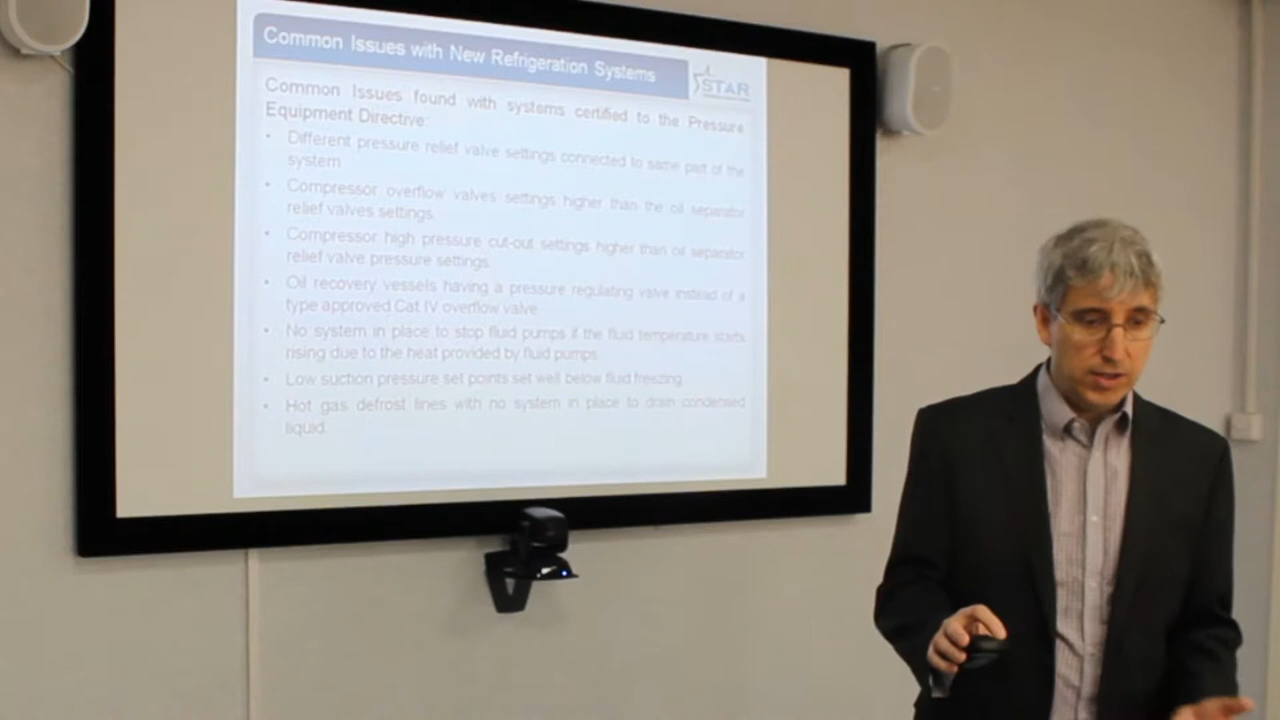 Common Issues with New Refrigeration Systems
STAR
Common Issues found with systems certified to the Pressure
Equipment Directive:
• Different pressure relief valve settings connected to same part of the
system
• Compressor overflow valves settings higher than the oil separator
relief valves settings
• Compressor high pressure cut-out settings higher than oil separator
relief valve pressure settings
• Oil recovery vessels having a pressure regulating valve instead of a
type approved Cat IV overflow valve
• No system in place to stop fluid pumps if the fluid temperature starts
rising due to the heat provided by fluid pumps
• Low suction pressure set points set well below fluid freezing
• Hot gas defrost lines with no system in place to drain condensed
liquid.